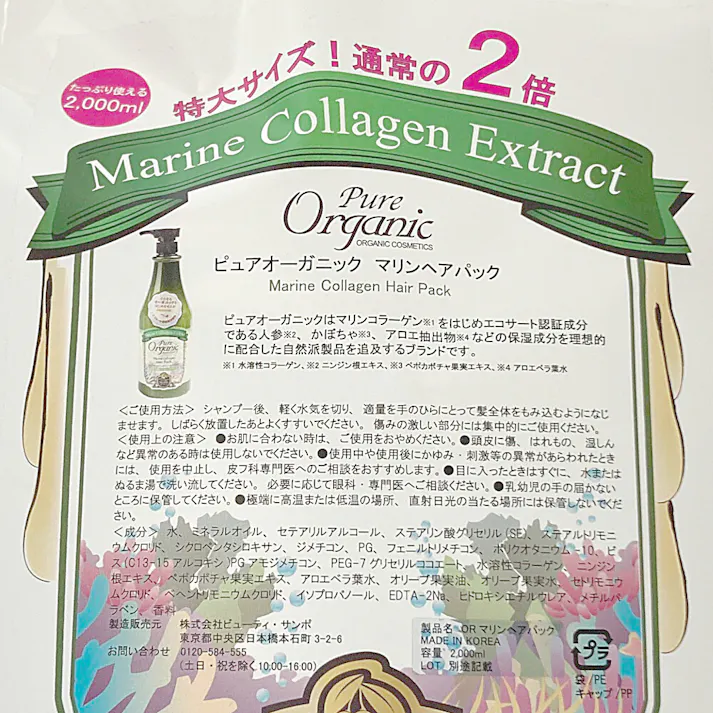 たっぷり使える
2,000ml
特大サイズ！通常の2倍
Marine Collagen Extract
Pure
Organic
ORGANIC COSMETICS
ピュアオーガニック マリンヘアパック
Marine Collagen Hair Pack
Pure
Organic
ピュアオーガニックはマリンコラーゲン※1をはじめエコサート認証成分
である人参※2、かぼちゃ※3、アロエ抽出物※4などの保湿成分を理想的
に配合した自然派製品を追及するブランドです。
※1 水溶性コラーゲン、※2 ニンジン根エキス、※3 ペポカボチャ果実エキス、※4 アロエベラ葉水
＜ご使用方法＞ シャンプー後、軽く水気を切り、適量を手のひらにとって髪全体をもみ込むようになじ
ませます。しばらく放置したあとよくすすいでください。傷みの激しい部分には集中的にご使用ください。
＜使用上の注意＞ ●お肌に合わない時は、ご使用をおやめください。●頭皮に傷、はれもの、湿しん
など異常のある時は使用しないでください。●使用中や使用後にかゆみ・刺激等の異常があらわれたとき
には、使用を中止し、皮フ科専門医へのご相談をおすすめします。●目に入ったときはすぐに、水または
ぬるま湯で洗い流してください。必要に応じて眼科・専門医へご相談ください。●乳幼児の手の届かない
ところに保管してください。●極端に高温または低温の場所、直射日光の当たる場所には保管しないでくだ
さい。
＜成分＞ 水、ミネラルオイル、セテアリルアルコール、ステアリン酸グリセリル(SE)、ステアルトリモニ
ウムクロリド、シクロペンタシロキサン、ジメチコン、PG、フェニルトリメチコン、ポリクオタニウム-10、ビ
ス(C13-15アルコキシ)PGアモジメチコン、PEG-7グリセリルココエート、水溶性コラーゲン、ニンジン
根エキス、ペポカボチャ果実エキス、アロエベラ葉水、オリーブ果実油、オリーブ果実水、セトリモニ
ウムクロリド、ベヘントリモニウムクロリド、イソプロパノール、EDTA-2Na、ヒドロキシエチルウレア、メチルパ
ラベン、香料
製造販売元 株式会社ビューティ・サンポ
東京都中央区日本橋本石町 3-2-6
お問い合わせ 0120-584-555
(土日・祝を除く10:00-16:00)
製品名：OR マリンヘアパック
MADE IN KOREA
容量：2,000ml
LOT. 別途記載
プラ
袋/PE
キャップ/PP